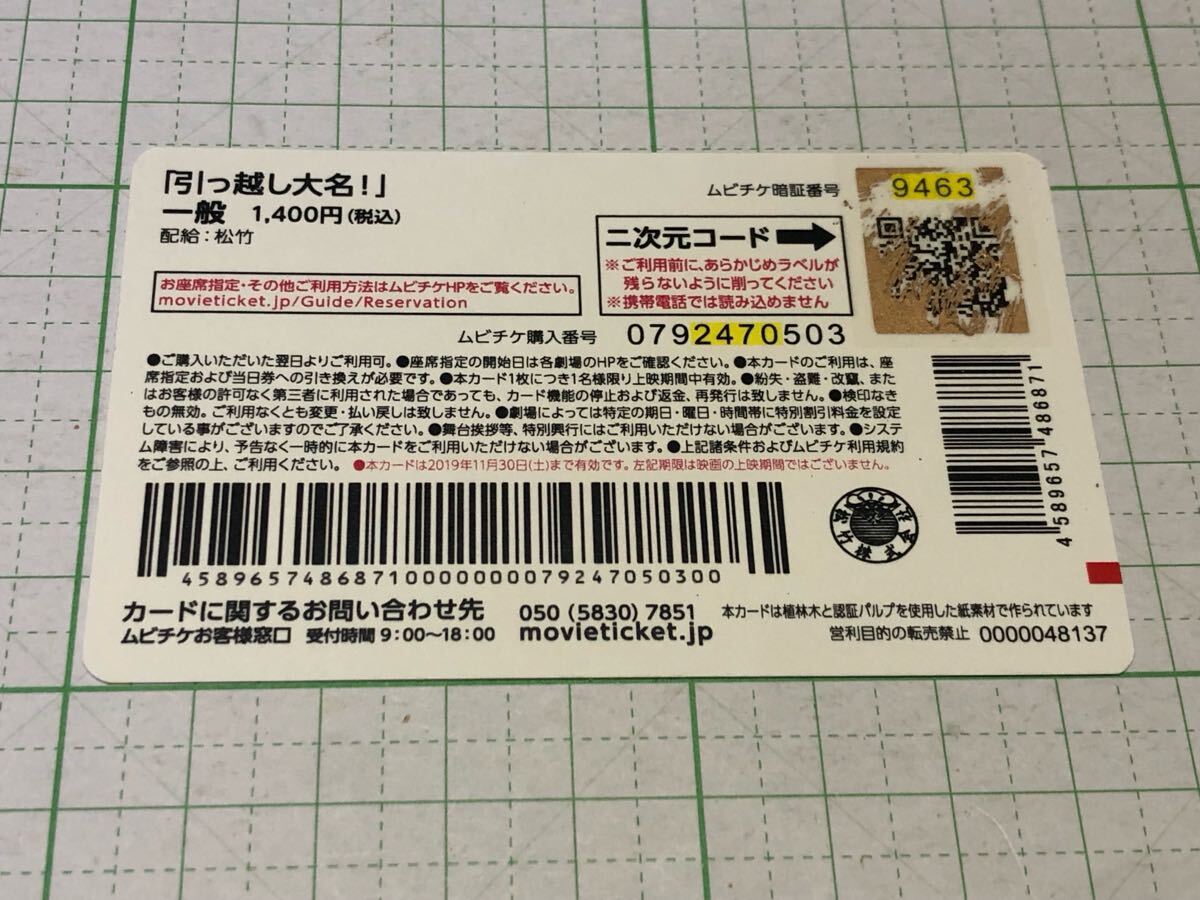 「引っ越し大名！」
一般 1,400円(税込)
配給：松竹
ムビチケ暗証番号
9463
二次元コード
※ご利用前に、あらかじめラベルが
残らないように削ってください
※携帯電話では読み込めません
お座席指定・その他ご利用方法はムビチケHPをご覧ください。
movieticket.jp/Guide/Reservation
ムビチケ購入番号 0792470503
●ご購入いただいた翌日よりご利用可。●座席指定の開始日は各劇場のHPをご確認ください。●本カードのご利用は、座
席指定および当日券への引き換えが必要です。●本カード1枚につき1名様限り上映期間中有効。●紛失・盗難・改竄、また
はお客様の許可なく第三者に利用された場合であっても、カード機能の停止および返金、再発行は致しません。●検印なき
もの無効。ご利用なくとも変更・払い戻しは致しません。●劇場によっては特定の期日・曜日・時間帯に特別割引料金を設定
している事がございますのでご了承ください。●舞台挨拶等、特別興行にはご利用いただけない場合がございます。●システ
ム障害により、予告なく一時的に本カードをご利用いただけない場合がございます。●上記諸条件およびムビチケ利用規約
をご参照の上、ご利用ください。●本カードは2019年11月30日(土)まで有効です。左記期限は映画の上映期間ではございません。
4589657486871
458965748687100000000079247050300
松竹株式会社
カードに関するお問い合わせ先 050 (5830) 7851
ムビチケお客様窓口 受付時間 9:00〜18:00 movieticket.jp
本カードは植林木と認証パルプを使用した紙素材で作られています
営利目的の転売禁止 0000048137